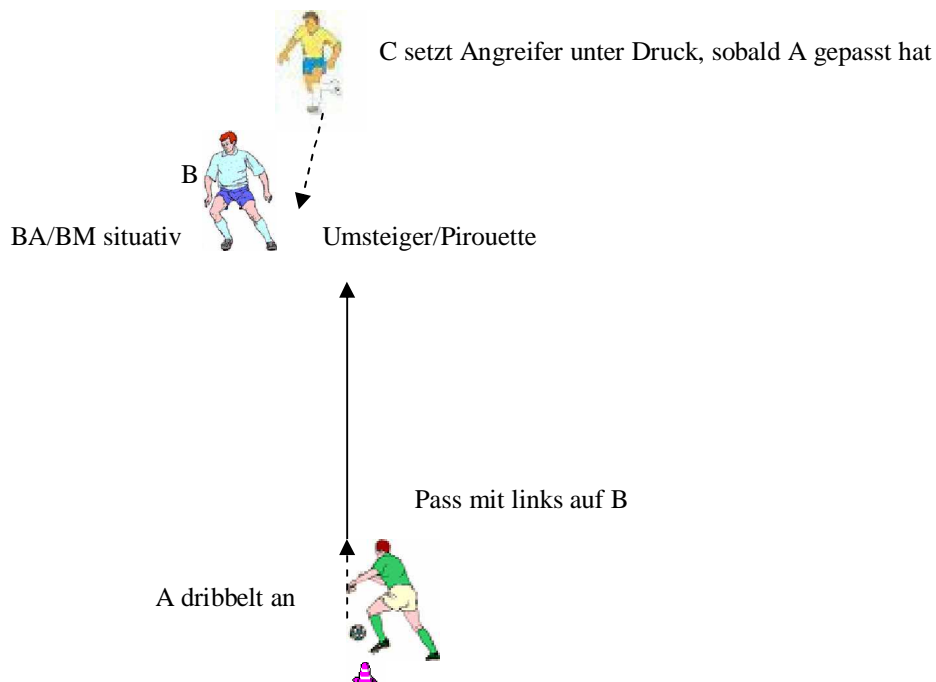 C setzt Angreifer unter Druck, sobald A gepasst hat
B
BA/BM situativ
Umsteiger/Pirouette
Pass mit links auf B
A dribbelt an